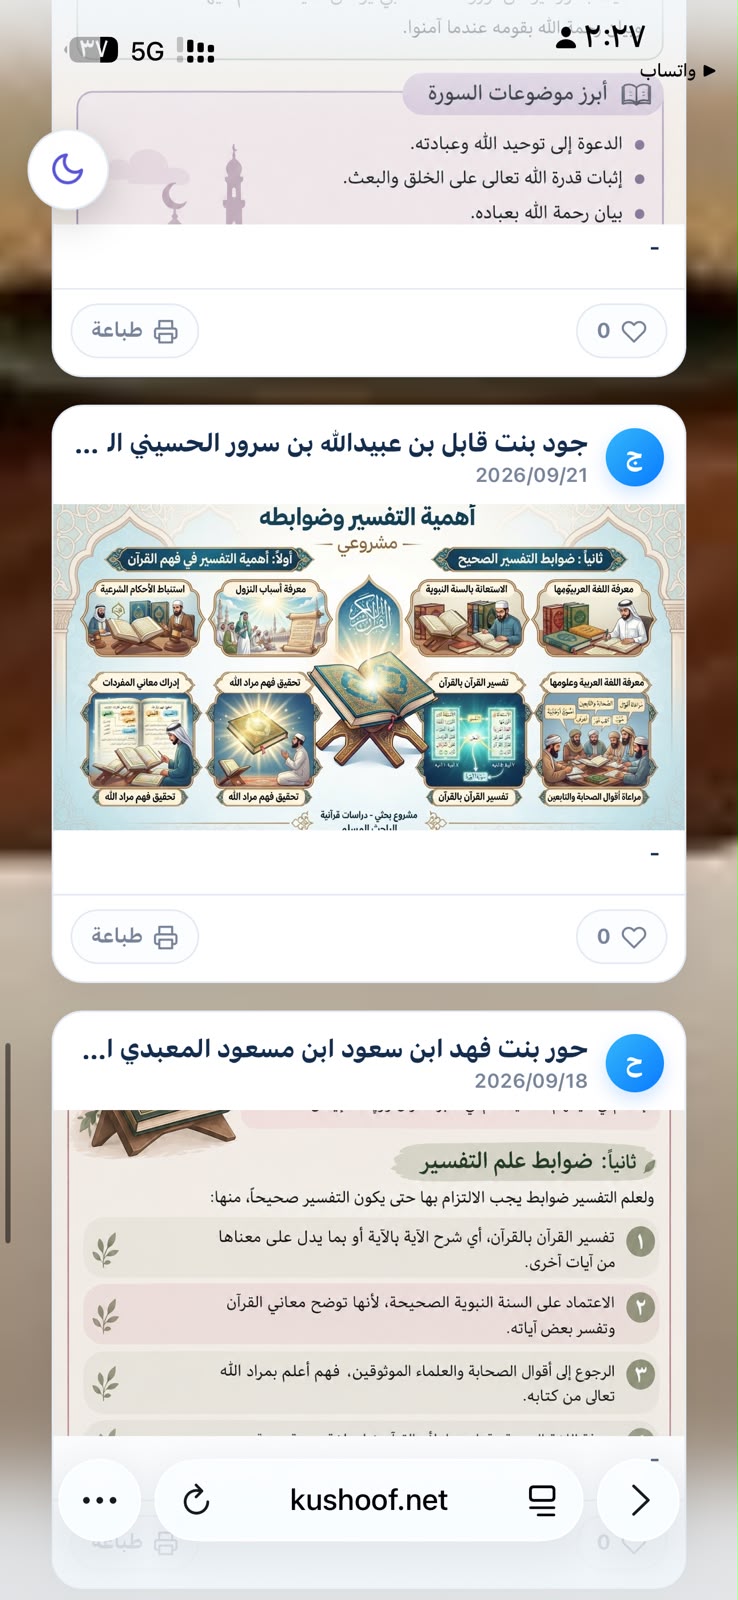 ٢:٢٧
5G
٣٧
واتساب
بيان رحمة الله بقومه عندما آمنوا.
أبرز موضوعات السورة
الدعوة إلى توحيد الله وعبادته.
إثبات قدرة الله تعالى على الخلق والبعث.
بيان رحمة الله بعباده.
-
0
طباعة
ج
جود بنت قابل بن عبيدالله بن سرور الحسيني ال ...
2026/09/21
أهمية التفسير وضوابطه
مشروعي
ثانياً : ضوابط التفسير الصحيح
أولاً: أهمية التفسير في فهم القرآن
الاستعانة بالسنة النبوية
معرفة أسباب النزول
استنباط الأحكام الشرعية
معرفة اللغة العربية وعلومها
تفسير القرآن بالقرآن
تحقيق فهم مراد الله
إدراك معاني المفردات
مراعاة أقوال الصحابة والتابعين
تفسير القرآن بالقرآن
تحقيق فهم مراد الله
تحقيق فهم مراد الله
مشروع بحثي - دراسات قرآنية
-
0
طباعة
ح
حور بنت فهد ابن سعود ابن مسعود المعبدي ا...
2026/09/18
ثانياً: ضوابط علم التفسير
ولعلم التفسير ضوابط يجب الالتزام بها حتى يكون التفسير صحيحاً، منها:
١
تفسير القرآن بالقرآن، أي شرح الآية بالآية أو بما يدل على معناها
من آيات أخرى.
٢
الاعتماد على السنة النبوية الصحيحة، لأنها توضح معاني القرآن
وتفسر بعض آياته.
٣
الرجوع إلى أقوال الصحابة والعلماء الموثوقين، فهم أعلم بمراد الله
تعالى من كتابه.
-
kushoof.net
0
طباعة